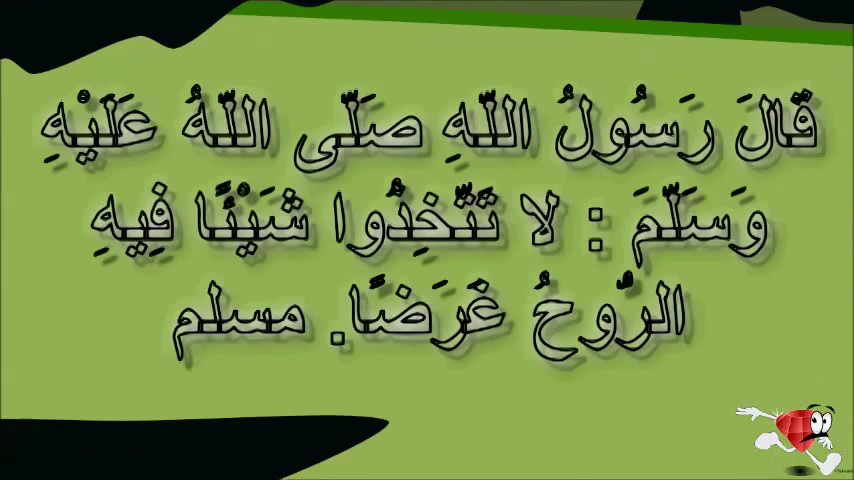 قَالَ رَسُولُ اللّهِ صَلَّى اللّهُ عَلَيْهِ
وَسَلَّمَ : لا تَتَّخِذُوا شَيْئًا فِيهِ
الرُّوحُ غَرَضًا. مسلم